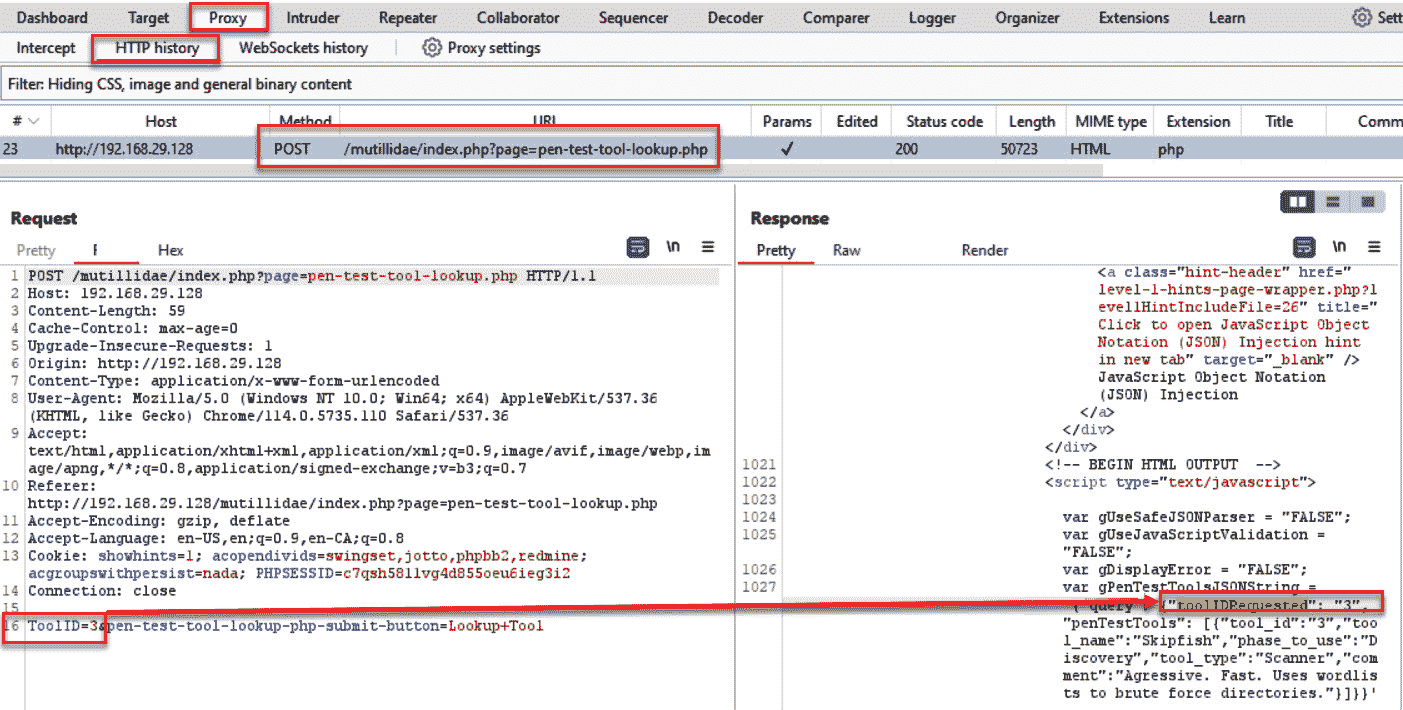 Dashboard Target Proxy Intruder Repeater Collaborator Sequencer Decoder Comparer Logger Organizer Extensions Learn Sett
Intercept HTTP history WebSockets history Proxy settings
Filter: Hiding CSS, image and general binary content
# Host Method URL Params Edited Status code Length MIME type Extension Title Comm
23 http://192.168.29.128 POST /mutillidae/index.php?page=pen-test-tool-lookup.php ✓ 200 50723 HTML php
Request
Pretty Hex
\n
1 POST /mutillidae/index.php?page=pen-test-tool-lookup.php HTTP/1.1
2 Host: 192.168.29.128
3 Content-Length: 59
4 Cache-Control: max-age=0
5 Upgrade-Insecure-Requests: 1
6 Origin: http://192.168.29.128
7 Content-Type: application/x-www-form-urlencoded
8 User-Agent: Mozilla/5.0 (Windows NT 10.0; Win64; x64) AppleWebKit/537.36
(KHTML, like Gecko) Chrome/114.0.5735.110 Safari/537.36
9 Accept:
text/html,application/xhtml+xml,application/xml;q=0.9,image/avif,image/webp,im
age/apng,*/*;q=0.8,application/signed-exchange;v=b3;q=0.7
10 Referer:
http://192.168.29.128/mutillidae/index.php?page=pen-test-tool-lookup.php
11 Accept-Encoding: gzip, deflate
12 Accept-Language: en-US,en;q=0.9,en-CA;q=0.8
13 Cookie: showhints=1; acopendivids=swingset,jotto,phpbb2,redmine;
acgroupswithpersist=nada; PHPSESSID=c7qsh5811vg4d855oeu6ieg3i2
14 Connection: close
15
16 ToolID=3&pen-test-tool-lookup-php-submit-button=Lookup+Tool
Response
Pretty Raw Render
\n
<a class="hint-header" href="
level-1-hints-page-wrapper.php?l
evel1HintIncludeFile=26" title="
Click to open JavaScript Object
Notation (JSON) Injection hint
in new tab" target="_blank" />
JavaScript Object Notation
(JSON) Injection
</a>
</div>
</div>
1021 <!-- BEGIN HTML OUTPUT -->
1022 <script type="text/javascript">
1023
1024 var gUseSafeJSONParser = "FALSE";
1025 var gUseJavaScriptValidation =
"FALSE";
1026 var gDisplayError = "FALSE";
1027 var gPenTestToolsJSONString =
'{"query": {"toolIDRequested": "3",
"penTestTools": [{"tool_id":"3","too
l_name":"Skipfish","phase_to_use":"D
iscovery","tool_type":"Scanner","com
ment":"Agressive. Fast. Uses wordlis
ts to brute force directories."}]}}'